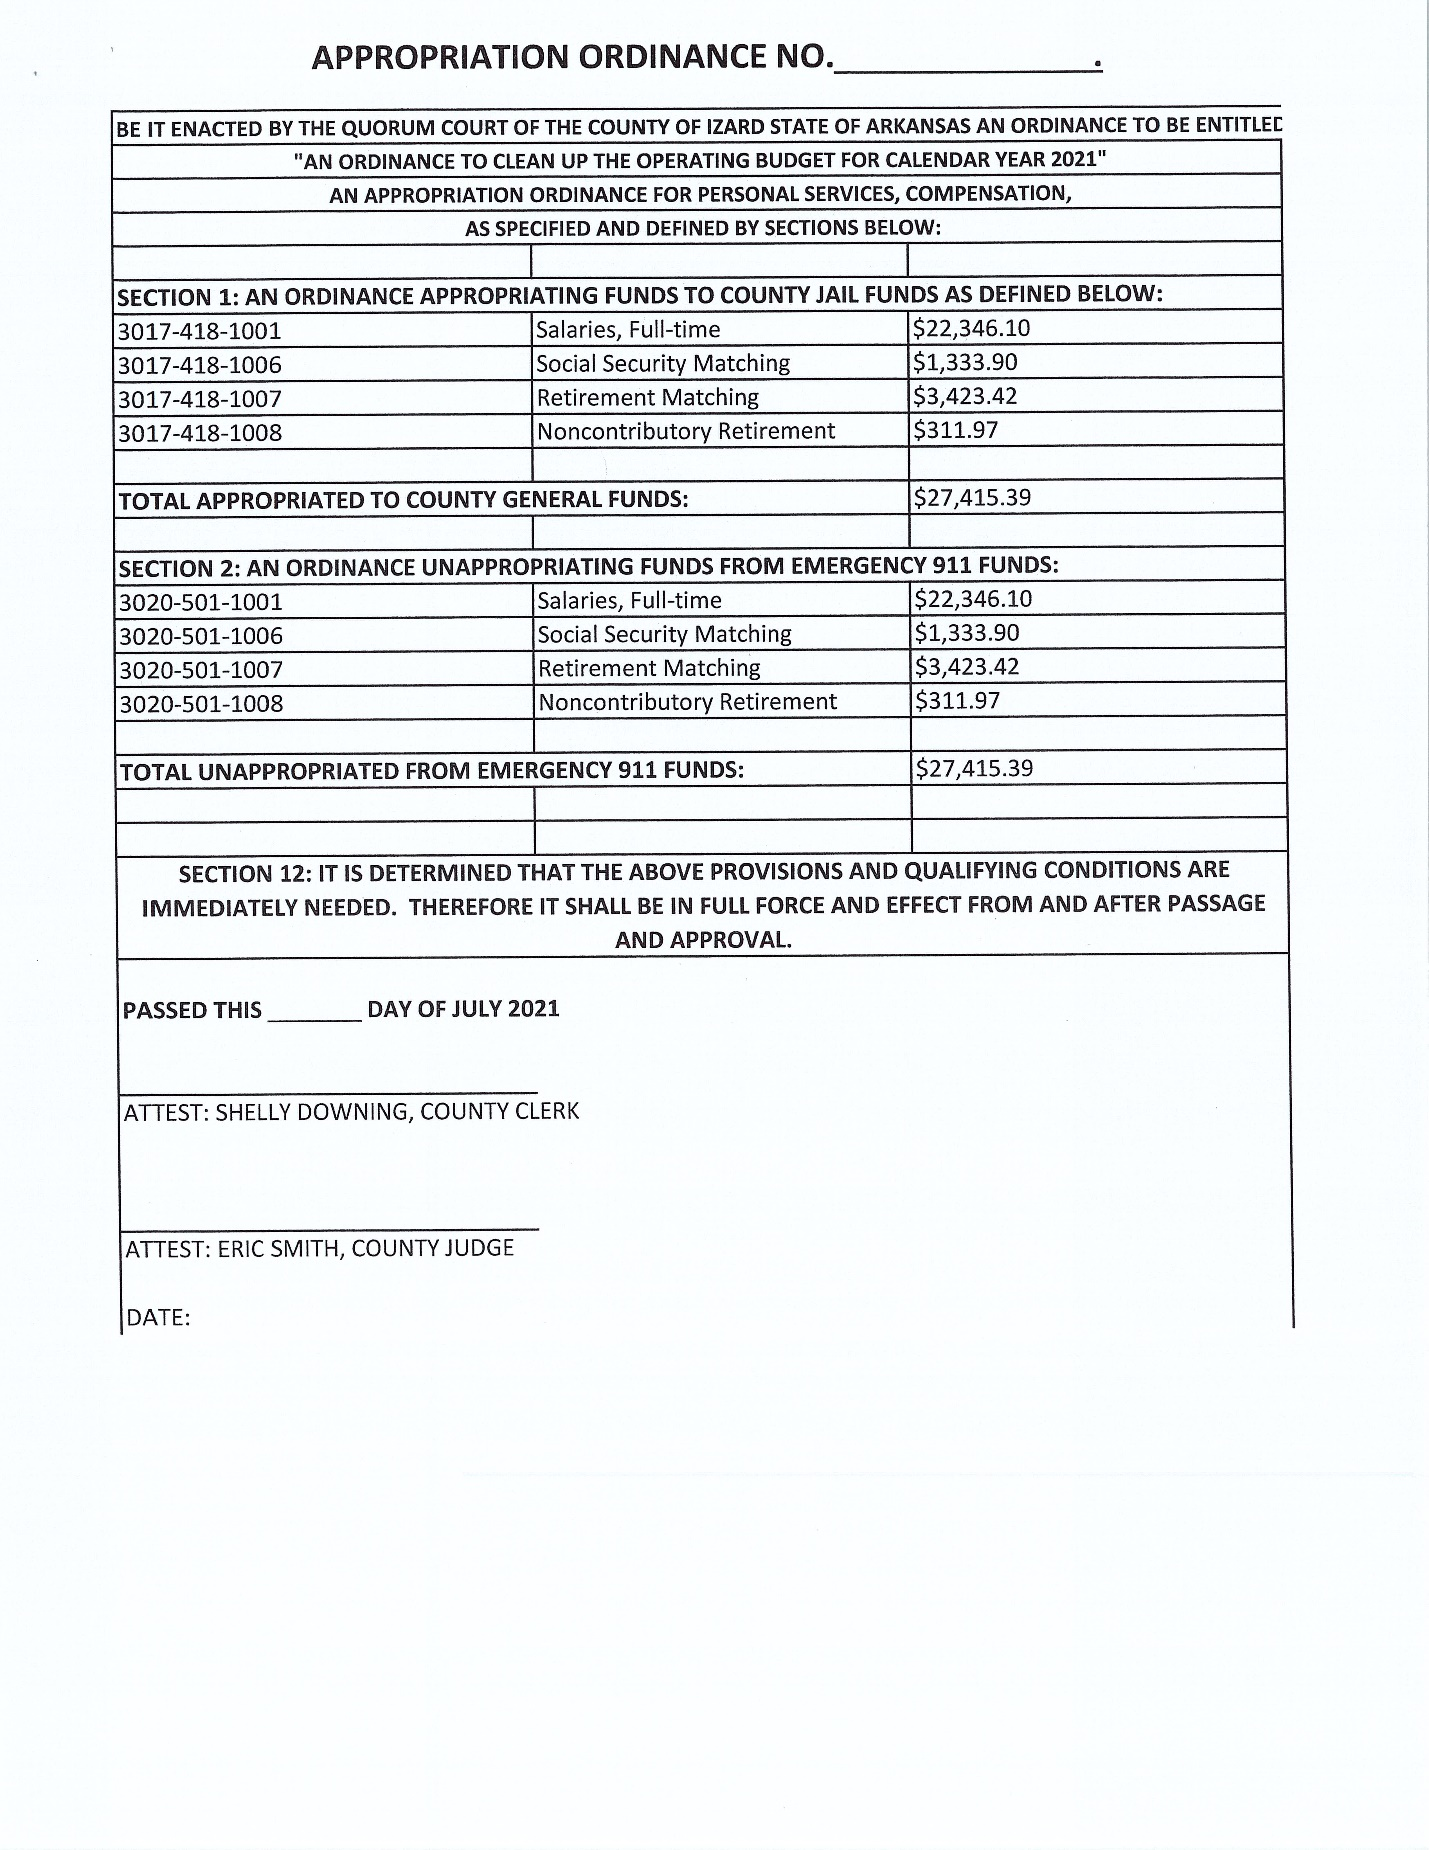 APPROPRIATION ORDINANCE NO.________________.
BE IT ENACTED BY THE QUORUM COURT OF THE COUNTY OF IZARD STATE OF ARKANSAS AN ORDINANCE TO BE ENTITLED
"AN ORDINANCE TO CLEAN UP THE OPERATING BUDGET FOR CALENDAR YEAR 2021"
AN APPROPRIATION ORDINANCE FOR PERSONAL SERVICES, COMPENSATION,
AS SPECIFIED AND DEFINED BY SECTIONS BELOW:
SECTION 1: AN ORDINANCE APPROPRIATING FUNDS TO COUNTY JAIL FUNDS AS DEFINED BELOW:
3017-418-1001 Salaries, Full-time $22,346.10
3017-418-1006 Social Security Matching $1,333.90
3017-418-1007 Retirement Matching $3,423.42
3017-418-1008 Noncontributory Retirement $311.97
TOTAL APPROPRIATED TO COUNTY GENERAL FUNDS: $27,415.39
SECTION 2: AN ORDINANCE UNAPPROPRIATING FUNDS FROM EMERGENCY 911 FUNDS:
3020-501-1001 Salaries, Full-time $22,346.10
3020-501-1006 Social Security Matching $1,333.90
3020-501-1007 Retirement Matching $3,423.42
3020-501-1008 Noncontributory Retirement $311.97
TOTAL UNAPPROPRIATED FROM EMERGENCY 911 FUNDS: $27,415.39
SECTION 12: IT IS DETERMINED THAT THE ABOVE PROVISIONS AND QUALIFYING CONDITIONS ARE
IMMEDIATELY NEEDED. THEREFORE IT SHALL BE IN FULL FORCE AND EFFECT FROM AND AFTER PASSAGE
AND APPROVAL.
PASSED THIS _______ DAY OF JULY 2021
ATTEST: SHELLY DOWNING, COUNTY CLERK
ATTEST: ERIC SMITH, COUNTY JUDGE
DATE: